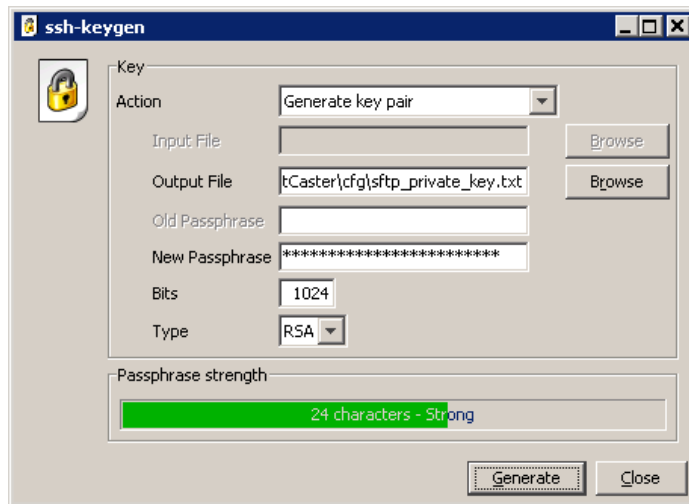 ssh-keygen
Key
Action Generate key pair
Input File Browse
Output File tCaster\cfg\sftp_private_key.txt Browse
Old Passphrase
New Passphrase ************************
Bits 1024
Type RSA
Passphrase strength
24 characters - Strong
Generate Close